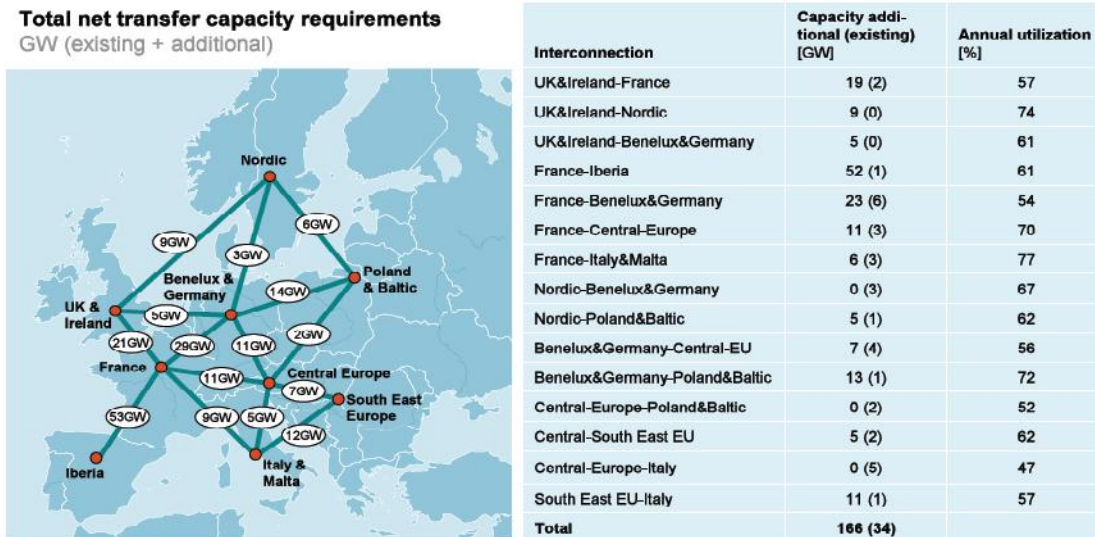 Total net transfer capacity requirements
GW (existing + additional)
Nordic
9GW
6GW
3GW
Benelux &
Germany
14GW
Poland
& Baltic
UK &
Ireland
5GW
2GW
21GW
29GW
11GW
France
11GW
Central Europe
7GW
South East
Europe
53GW
9GW
5GW
12GW
Iberia
Italy &
Malta
Interconnection
Capacity addi-
tional (existing)
[GW]
Annual utilization
[%]
UK&Ireland-France 19 (2) 57
UK&Ireland-Nordic 9 (0) 74
UK&Ireland-Benelux&Germany 5 (0) 61
France-Iberia 52 (1) 61
France-Benelux&Germany 23 (6) 54
France-Central-Europe 11 (3) 70
France-Italy&Malta 6 (3) 77
Nordic-Benelux&Germany 0 (3) 67
Nordic-Poland&Baltic 5 (1) 62
Benelux&Germany-Central-EU 7 (4) 56
Benelux&Germany-Poland&Baltic 13 (1) 72
Central-Europe-Poland&Baltic 0 (2) 52
Central-South East EU 5 (2) 62
Central-Europe-Italy 0 (5) 47
South East EU-Italy 11 (1) 57
Total 166 (34)